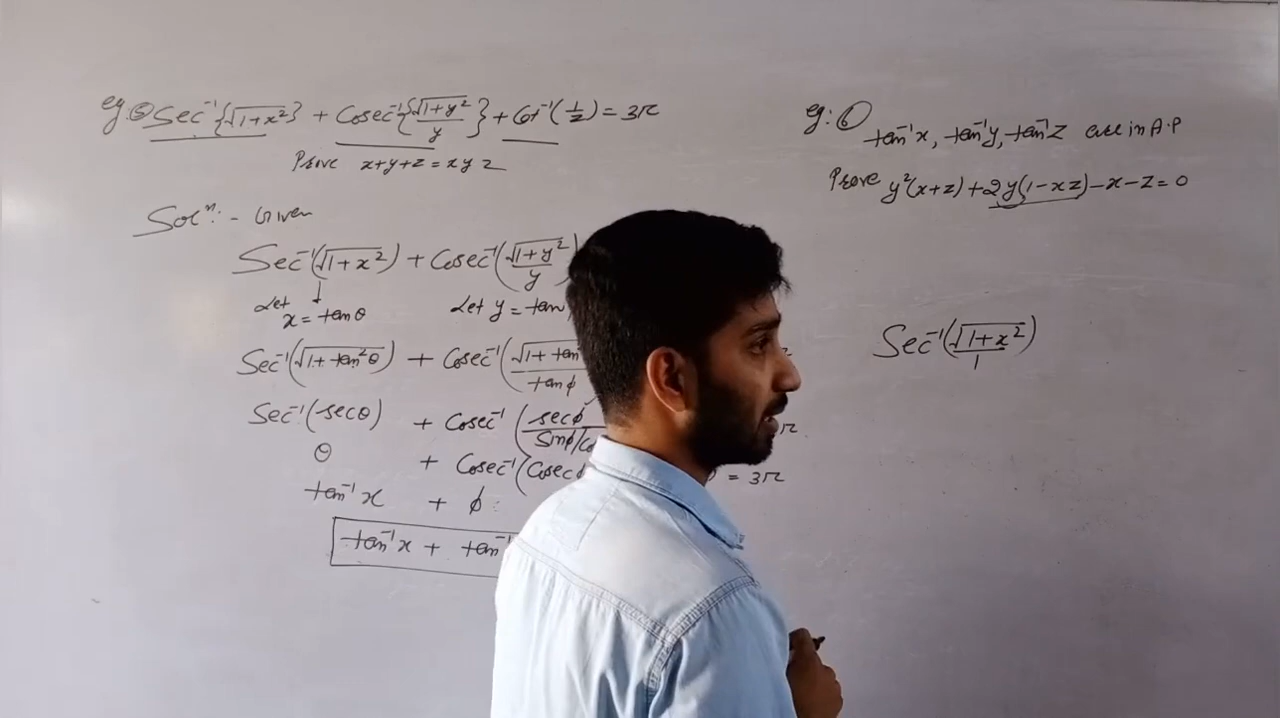 eg:⑤ Sec⁻¹{√1+x²} + Cosec⁻¹{√1+y²/y} + Cot⁻¹(1/z) = 3π
Prove x+y+z = xyz
Solⁿ:- Given
Sec⁻¹(√1+x²) + Cosec⁻¹(√1+y²/y)
Let x = tanθ Let y = tan
Sec⁻¹(√1+tan²θ) + Cosec⁻¹(√1+tan/tanϕ
Sec⁻¹(secθ) + Cosec⁻¹(secϕ/Sinϕ/co π
θ + Cosec⁻¹(Cosec = 3π
tan⁻¹x + ϕ
tan⁻¹x + tan⁻¹
eg:⑥
tan⁻¹x, tan⁻¹y, tan⁻¹z are in A.P
Prove y²(x+z)+2y(1-xz)-x-z=0
Sec⁻¹(√1+x²/1)